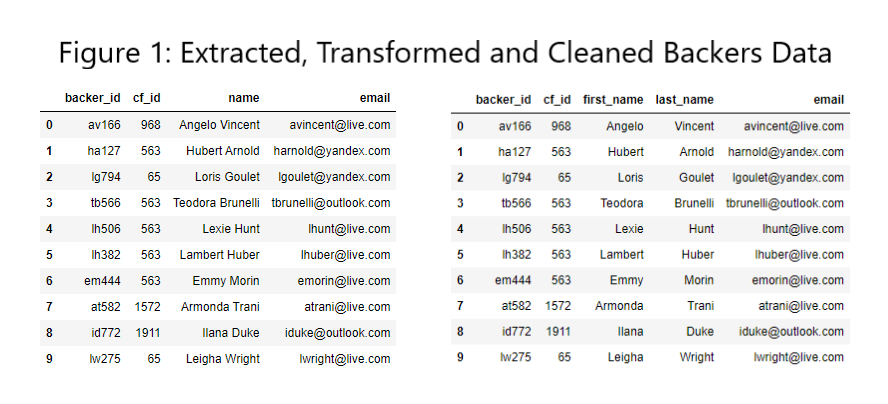 Figure 1: Extracted, Transformed and Cleaned Backers Data
backer_id cf_id name email
0 av166 968 Angelo Vincent avincent@live.com
1 ha127 563 Hubert Arnold harnold@yandex.com
2 lg794 65 Loris Goulet lgoulet@yandex.com
3 tb566 563 Teodora Brunelli tbrunelli@outlook.com
4 lh506 563 Lexie Hunt lhunt@live.com
5 lh382 563 Lambert Huber lhuber@live.com
6 em444 563 Emmy Morin emorin@live.com
7 at582 1572 Armonda Trani atrani@live.com
8 id772 1911 Ilana Duke iduke@outlook.com
9 lw275 65 Leigha Wright lwright@live.com
backer_id cf_id first_name last_name email
0 av166 968 Angelo Vincent avincent@live.com
1 ha127 563 Hubert Arnold harnold@yandex.com
2 lg794 65 Loris Goulet lgoulet@yandex.com
3 tb566 563 Teodora Brunelli tbrunelli@outlook.com
4 lh506 563 Lexie Hunt lhunt@live.com
5 lh382 563 Lambert Huber lhuber@live.com
6 em444 563 Emmy Morin emorin@live.com
7 at582 1572 Armonda Trani atrani@live.com
8 id772 1911 Ilana Duke iduke@outlook.com
9 lw275 65 Leigha Wright lwright@live.com